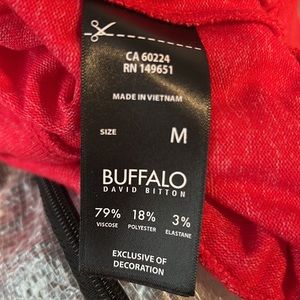 CA 60224
RN 149651
MADE IN VIETNAM
SIZE M
BUFFALO
DAVID BITTON
79% 18% 3%
VISCOSE POLYESTER ELASTANE
EXCLUSIVE OF
DECORATION